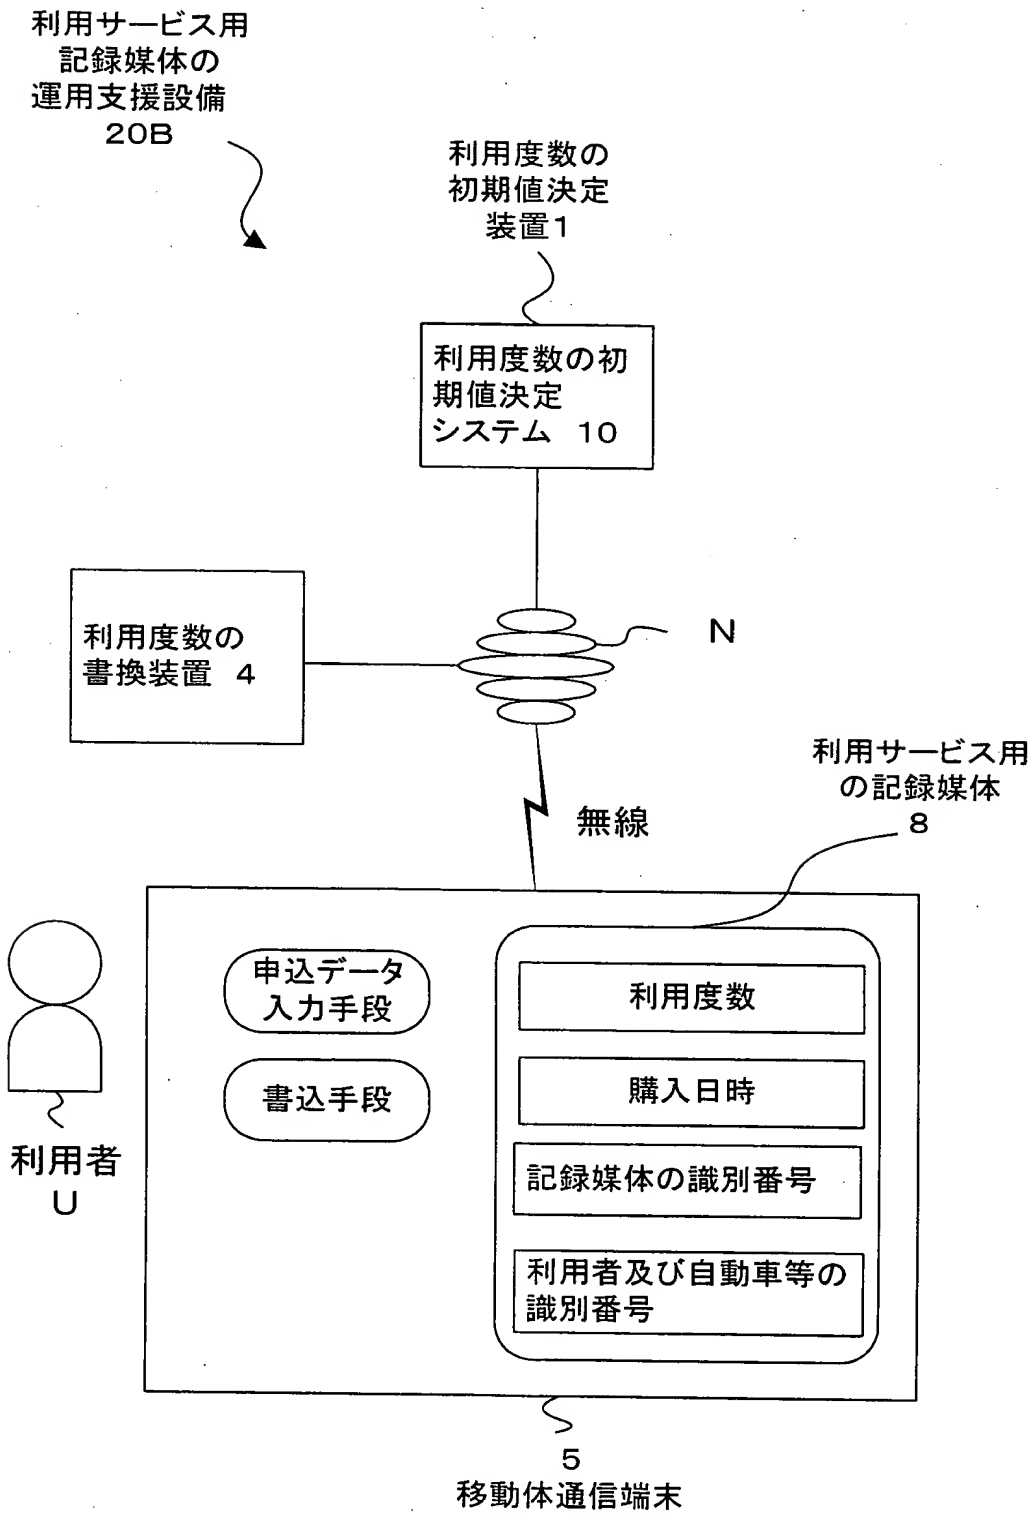 利用サービス用
記録媒体の
運用支援設備
20B
利用度数の
初期値決定
装置1
利用度数の初
期値決定
システム 10
利用度数の
書換装置 4
N
利用サービス用
の記録媒体
8
無線
申込データ
入力手段
書込手段
利用度数
購入日時
記録媒体の識別番号
利用者及び自動車等の
識別番号
利用者
U
5
移動体通信端末